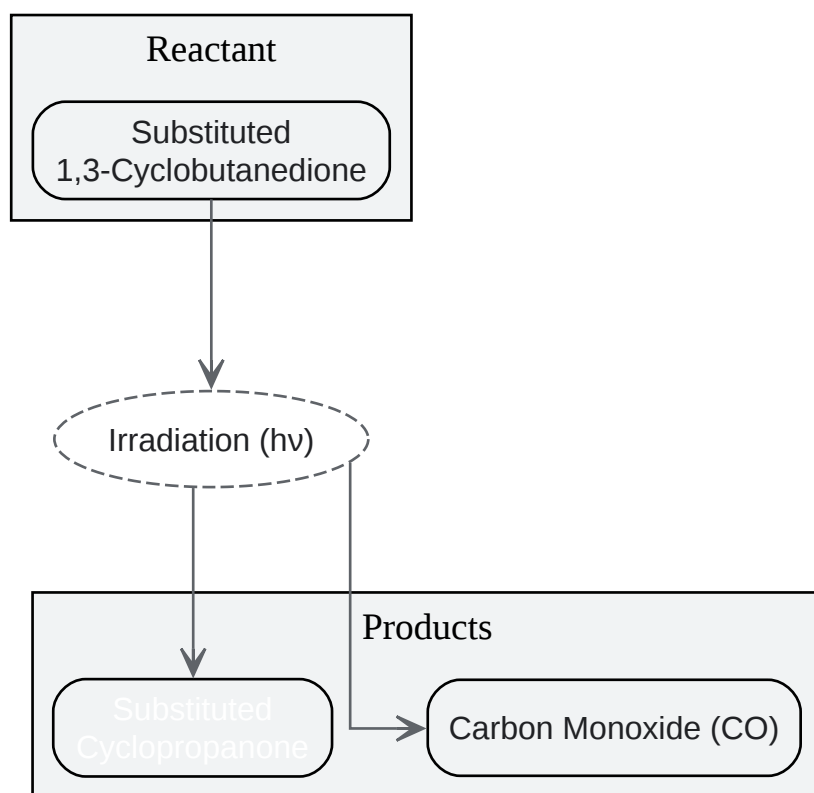 Reactant
Substituted
1,3-Cyclobutanedione
Irradiation (hν)
Products
Substituted
Cyclopropanone
Carbon Monoxide (CO)